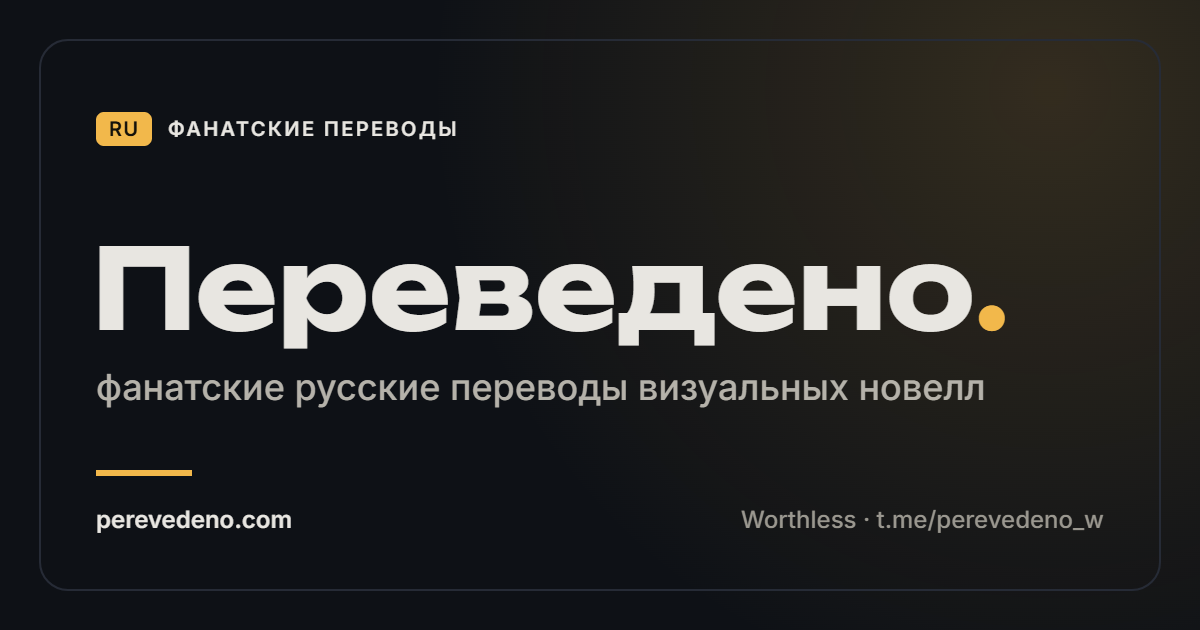 RU ФАНАТСКИЕ ПЕРЕВОДЫ
Переведено.
фанатские русские переводы визуальных новелл
perevedeno.com
Worthless · t.me/perevedeno_w